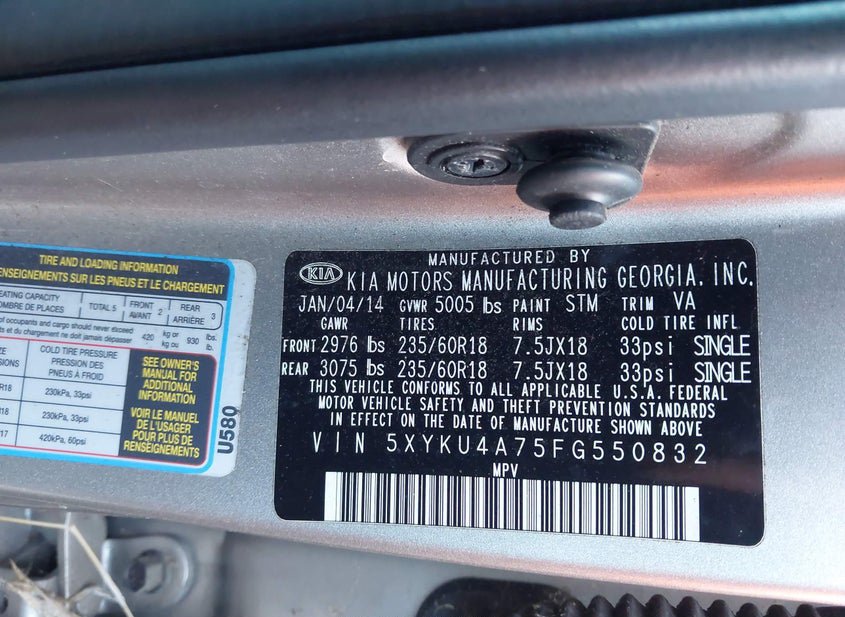 TIRE AND LOADING INFORMATION
RENSEIGNEMENTS SUR LES PNEUS ET LE CHARGEMENT
SEATING CAPACITY TOTAL 5 FRONT 2 REAR 3
NOMBRE DE PLACES AVANT ARRIÈRE
of occupants and cargo should never exceed 420 kg or 930 lbs.
et du chargement ne doit jamais dépasser kg ou lb.
COLD TIRE PRESSURE
PRESSION DES
PNEUS À FROID
R18 230kPa, 33psi
R18 230kPa, 33psi
R17 420kPa, 60psi
SEE OWNER'S
MANUAL FOR
ADDITIONAL
INFORMATION
VOIR LE MANUEL
DE L'USAGER
POUR PLUS DE
RENSEIGNEMENTS
U580
MANUFACTURED BY
KIA KIA MOTORS MANUFACTURING GEORGIA, INC.
JAN/04/14 GVWR 5005 lbs PAINT STM TRIM VA
GAWR TIRES RIMS COLD TIRE INFL
FRONT 2976 lbs 235/60R18 7.5JX18 33psi SINGLE
REAR 3075 lbs 235/60R18 7.5JX18 33psi SINGLE
THIS VEHICLE CONFORMS TO ALL APPLICABLE U.S.A. FEDERAL
MOTOR VEHICLE SAFETY AND THEFT PREVENTION STANDARDS
IN EFFECT ON THE DATE OF MANUFACTURE SHOWN ABOVE
VIN 5XYKU4A75FG550832
MPV